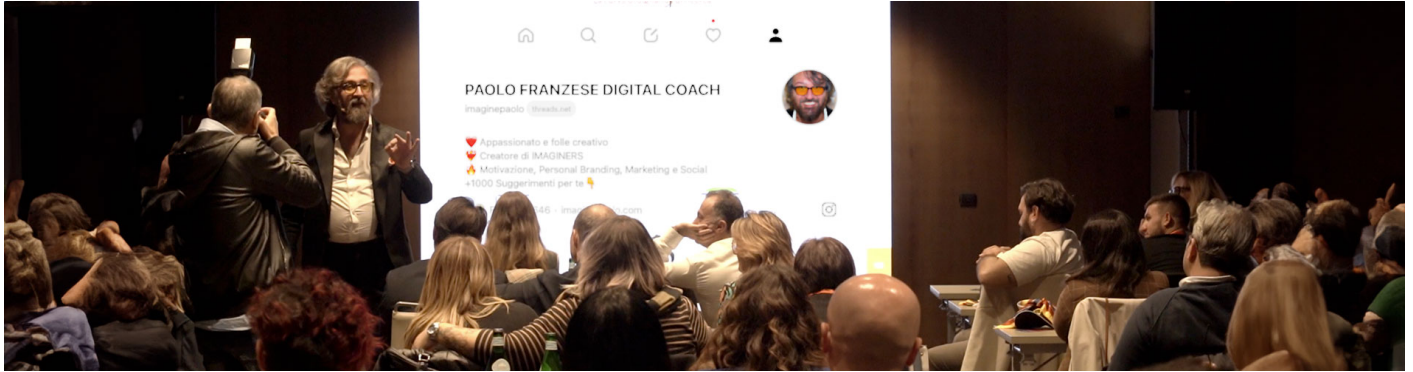 PAOLO FRANZESE DIGITAL COACH
imaginepaolo threads.net
Appassionato e folle creativo
Creatore di IMAGINERS
Motivazione, Personal Branding, Marketing e Social
+1000 Suggerimenti per te